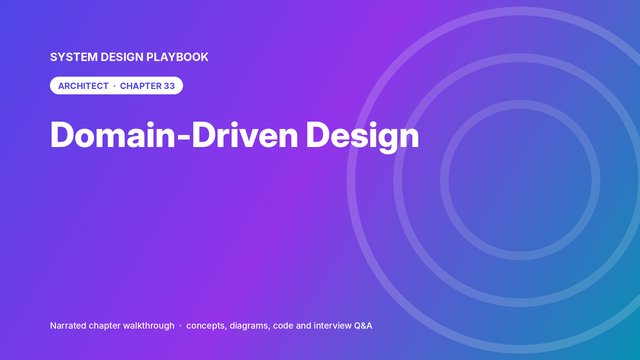 SYSTEM DESIGN PLAYBOOK
ARCHITECT · CHAPTER 33
Domain-Driven Design
Narrated chapter walkthrough · concepts, diagrams, code and interview Q&A